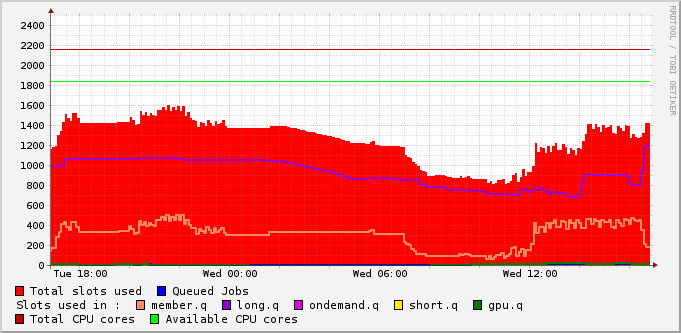 RRDTOOL / TOBI OETIKER
2400
2200
2000
1800
1600
1400
1200
1000
800
600
400
200
0
Tue 18:00 Wed 00:00 Wed 06:00 Wed 12:00
Total slots used Queued Jobs
Slots used in : member.q long.q ondemand.q short.q gpu.q
Total CPU cores Available CPU cores